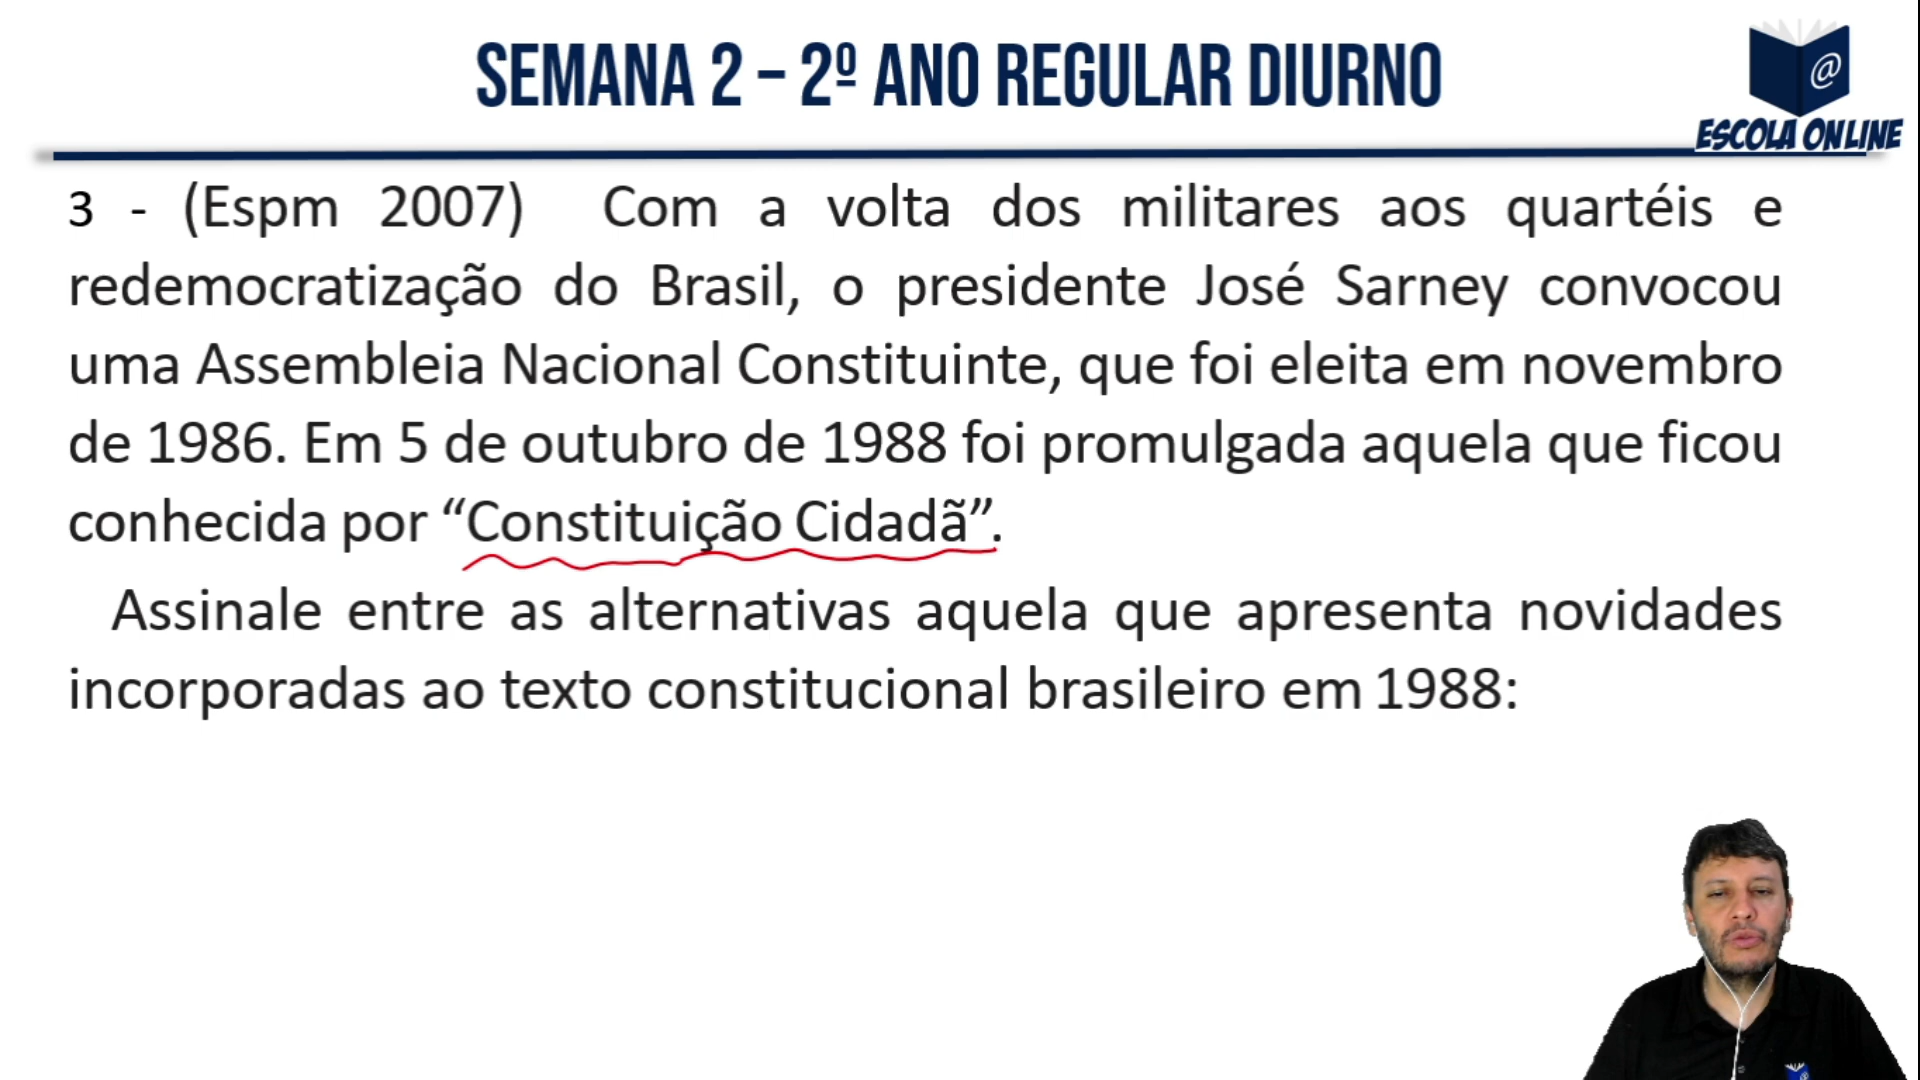 SEMANA 2 – 2º ANO REGULAR DIURNO
@
ESCOLA ONLINE
3 - (Espm 2007) Com a volta dos militares aos quartéis e
redemocratização do Brasil, o presidente José Sarney convocou
uma Assembleia Nacional Constituinte, que foi eleita em novembro
de 1986. Em 5 de outubro de 1988 foi promulgada aquela que ficou
conhecida por “Constituição Cidadã”.
Assinale entre as alternativas aquela que apresenta novidades
incorporadas ao texto constitucional brasileiro em 1988: